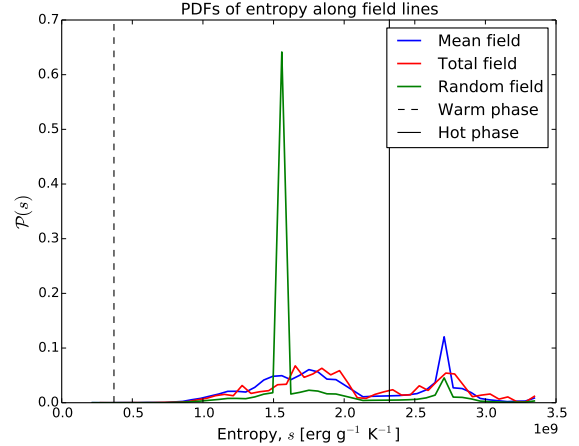 PDFs of entropy along field lines
0.7
0.6
0.5
0.4
0.3
0.2
0.1
0.0
𝒫(s)
Mean field
Total field
Random field
Warm phase
Hot phase
0.0 0.5 1.0 1.5 2.0 2.5 3.0 3.5
1e9
Entropy, s [erg g⁻¹ K⁻¹]